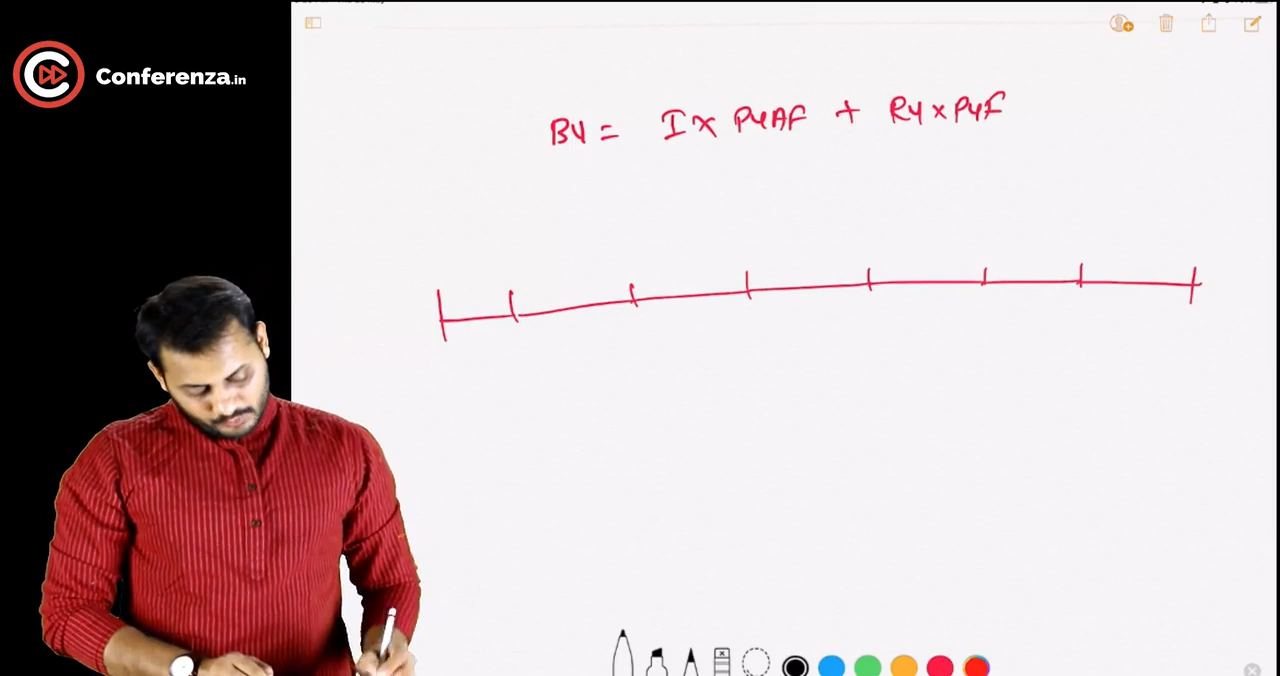 Conferenza.in
BV = I x PVAF + RV x PVF